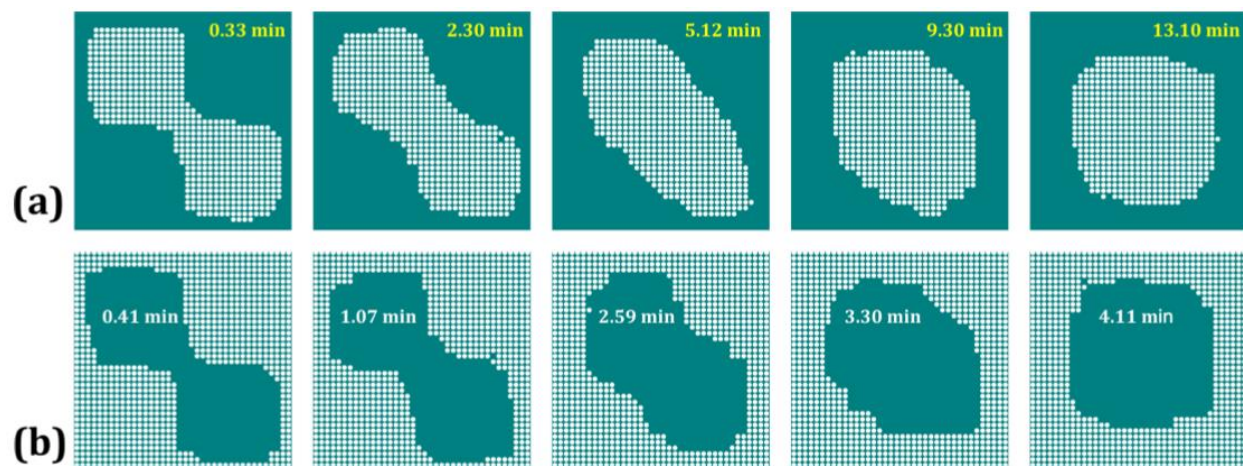 0.33 min
2.30 min
5.12 min
9.30 min
13.10 min
(a)
0.41 min
1.07 min
2.59 min
3.30 min
4.11 min
(b)